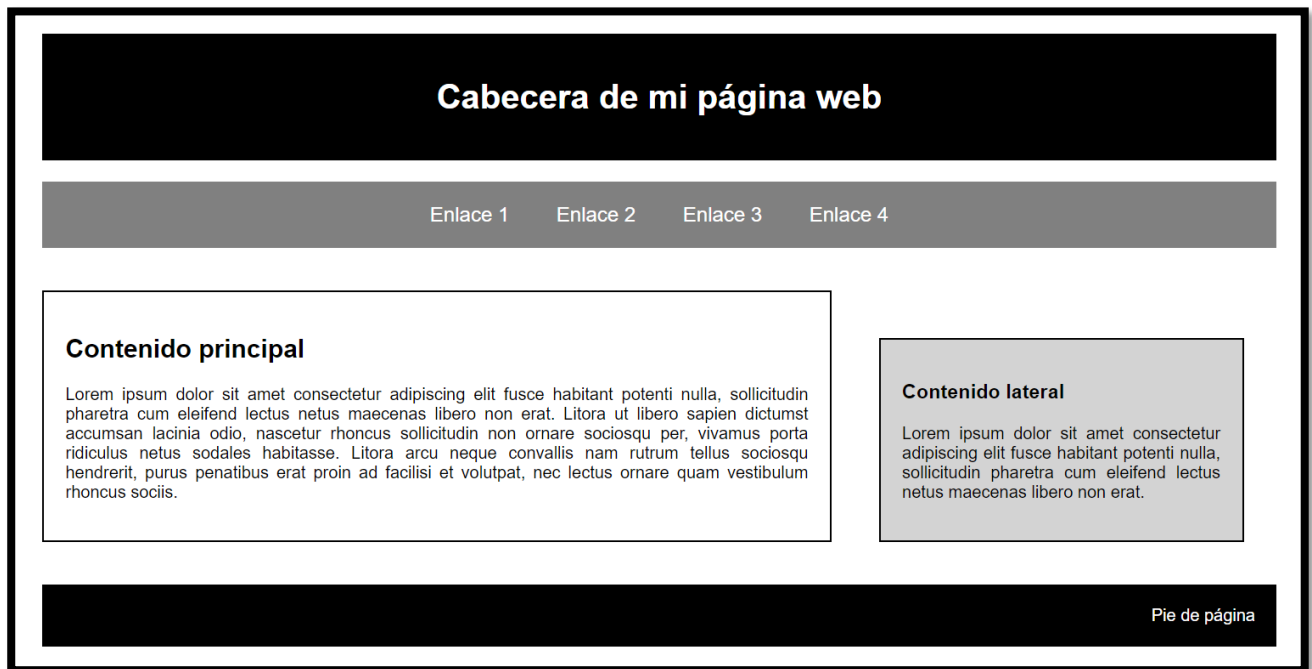 Cabecera de mi página web
Enlace 1 Enlace 2 Enlace 3 Enlace 4
Contenido principal
Lorem ipsum dolor sit amet consectetur adipiscing elit fusce habitant potenti nulla, sollicitudin
pharetra cum eleifend lectus netus maecenas libero non erat. Litora ut libero sapien dictumst
accumsan lacinia odio, nascetur rhoncus sollicitudin non ornare sociosqu per, vivamus porta
ridiculus netus sodales habitasse. Litora arcu neque convallis nam rutrum tellus sociosqu
hendrerit, purus penatibus erat proin ad facilisi et volutpat, nec lectus ornare quam vestibulum
rhoncus sociis.
Contenido lateral
Lorem ipsum dolor sit amet consectetur
adipiscing elit fusce habitant potenti nulla,
sollicitudin pharetra cum eleifend lectus
netus maecenas libero non erat.
Pie de página